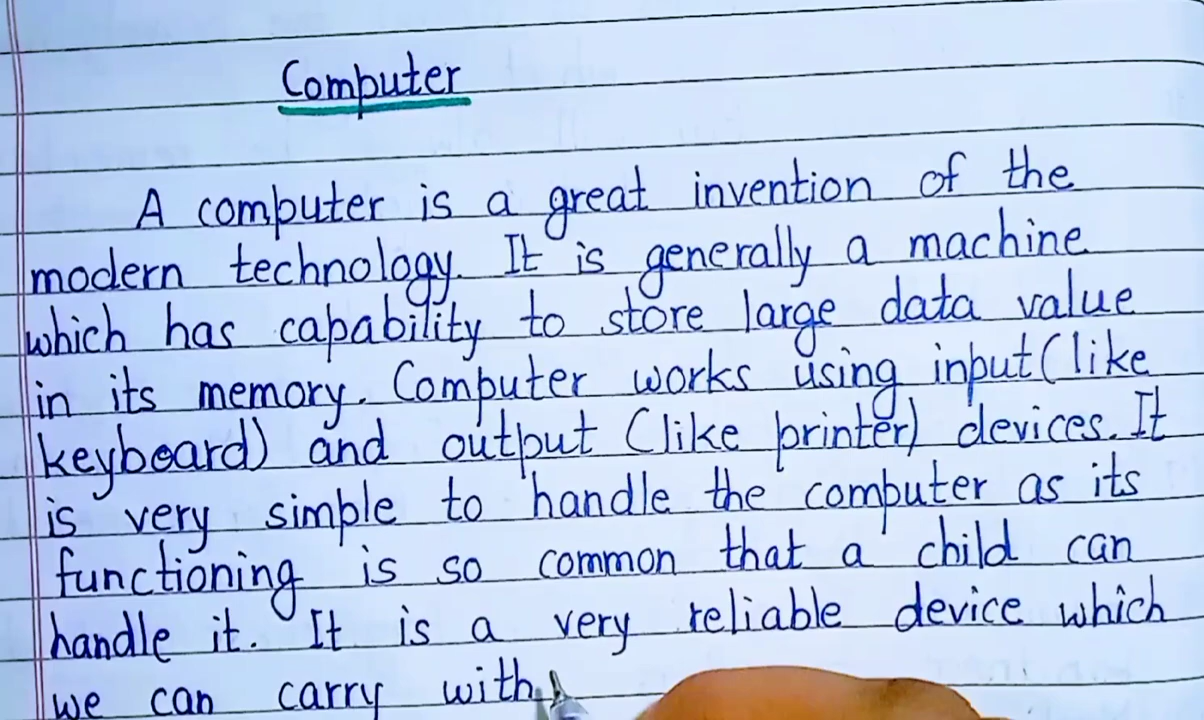 Computer
A computer is a great invention of the
modern technology. It is generally a machine
which has capability to store large data value
in its memory. Computer works using input (like
keyboard) and output (like printer) devices. It
is very simple to handle the computer as its
functioning is so common that a child can
handle it. It is a very reliable device which
we can carry with